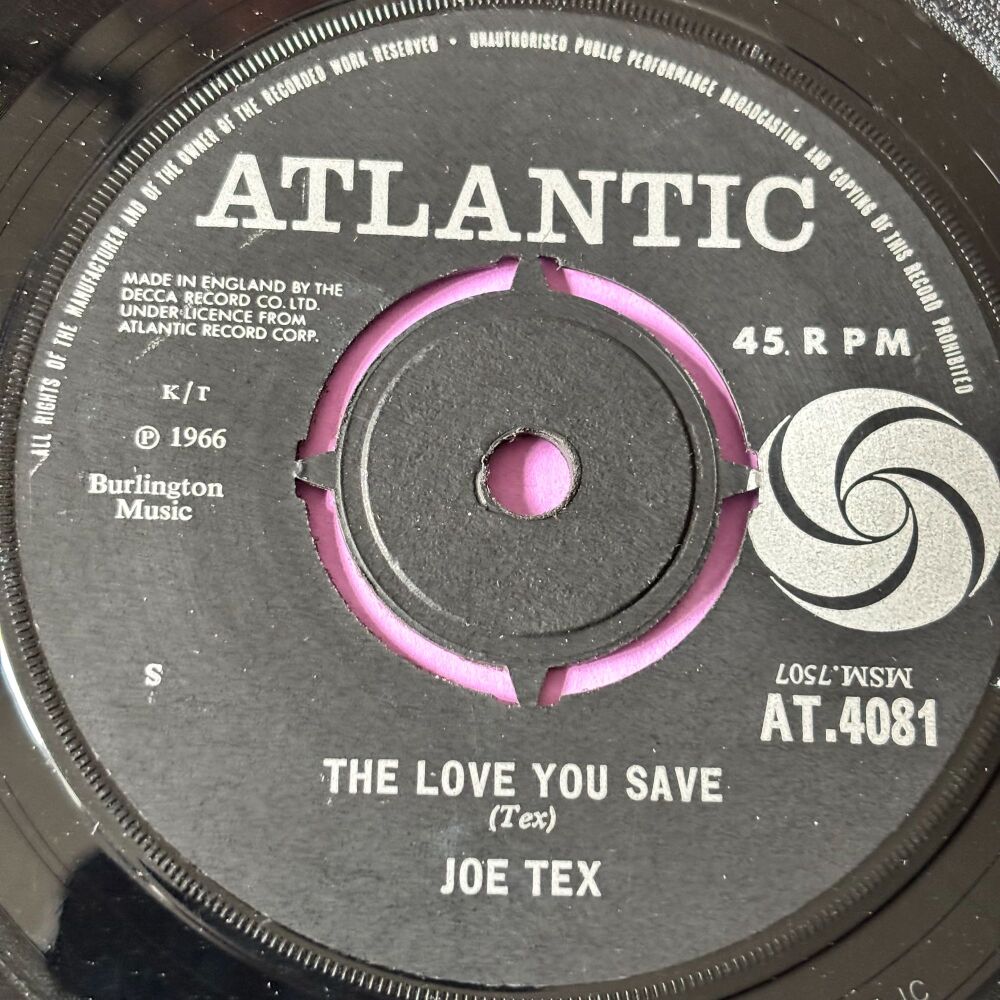 ALL RIGHTS OF THE MANUFACTURER AND OF THE OWNER OF THE RECORDED WORK RESERVED • UNAUTHORISED PUBLIC PERFORMANCE BROADCASTING AND COPYING OF THIS RECORD PROHIBITED
ATLANTIC
MADE IN ENGLAND BY THE
DECCA RECORD CO. LTD.
UNDER LICENCE FROM
ATLANTIC RECORD CORP.
45. RPM
K/T
℗ 1966
Burlington
Music
S
MSM.7507
AT.4081
THE LOVE YOU SAVE
(Tex)
JOE TEX